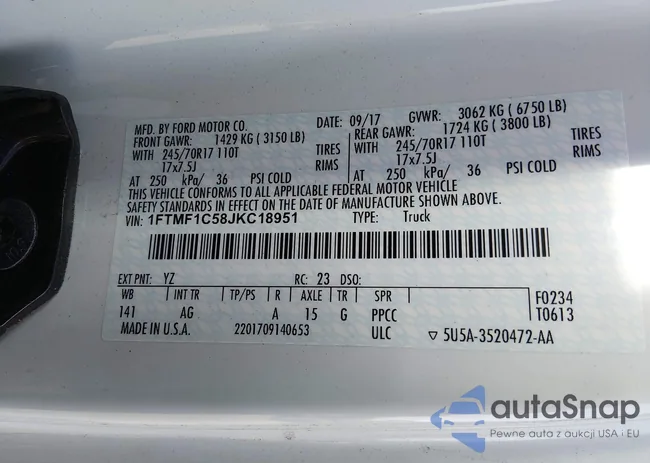 MFD. BY FORD MOTOR CO. DATE: 09/17 GVWR: 3062 KG ( 6750 LB)
FRONT GAWR: 1429 KG ( 3150 LB) REAR GAWR: 1724 KG ( 3800 LB)
WITH 245/70R17 110T TIRES WITH 245/70R17 110T TIRES
17x7.5J RIMS 17x7.5J RIMS
AT 250 kPa/ 36 PSI COLD AT 250 kPa/ 36 PSI COLD
THIS VEHICLE CONFORMS TO ALL APPLICABLE FEDERAL MOTOR VEHICLE
SAFETY STANDARDS IN EFFECT ON THE DATE OF MANUFACTURE SHOWN ABOVE.
VIN: 1FTMF1C58JKC18951 TYPE: Truck
EXT PNT: YZ RC: 23 DSO:
WB INT TR TP/PS R AXLE TR SPR F0234
141 AG A 15 G PPCC T0613
MADE IN U.S.A. 2201709140653 ULC ▽ 5U5A-3520472-AA
autaSnap
Pewne auta z aukcji USA i EU